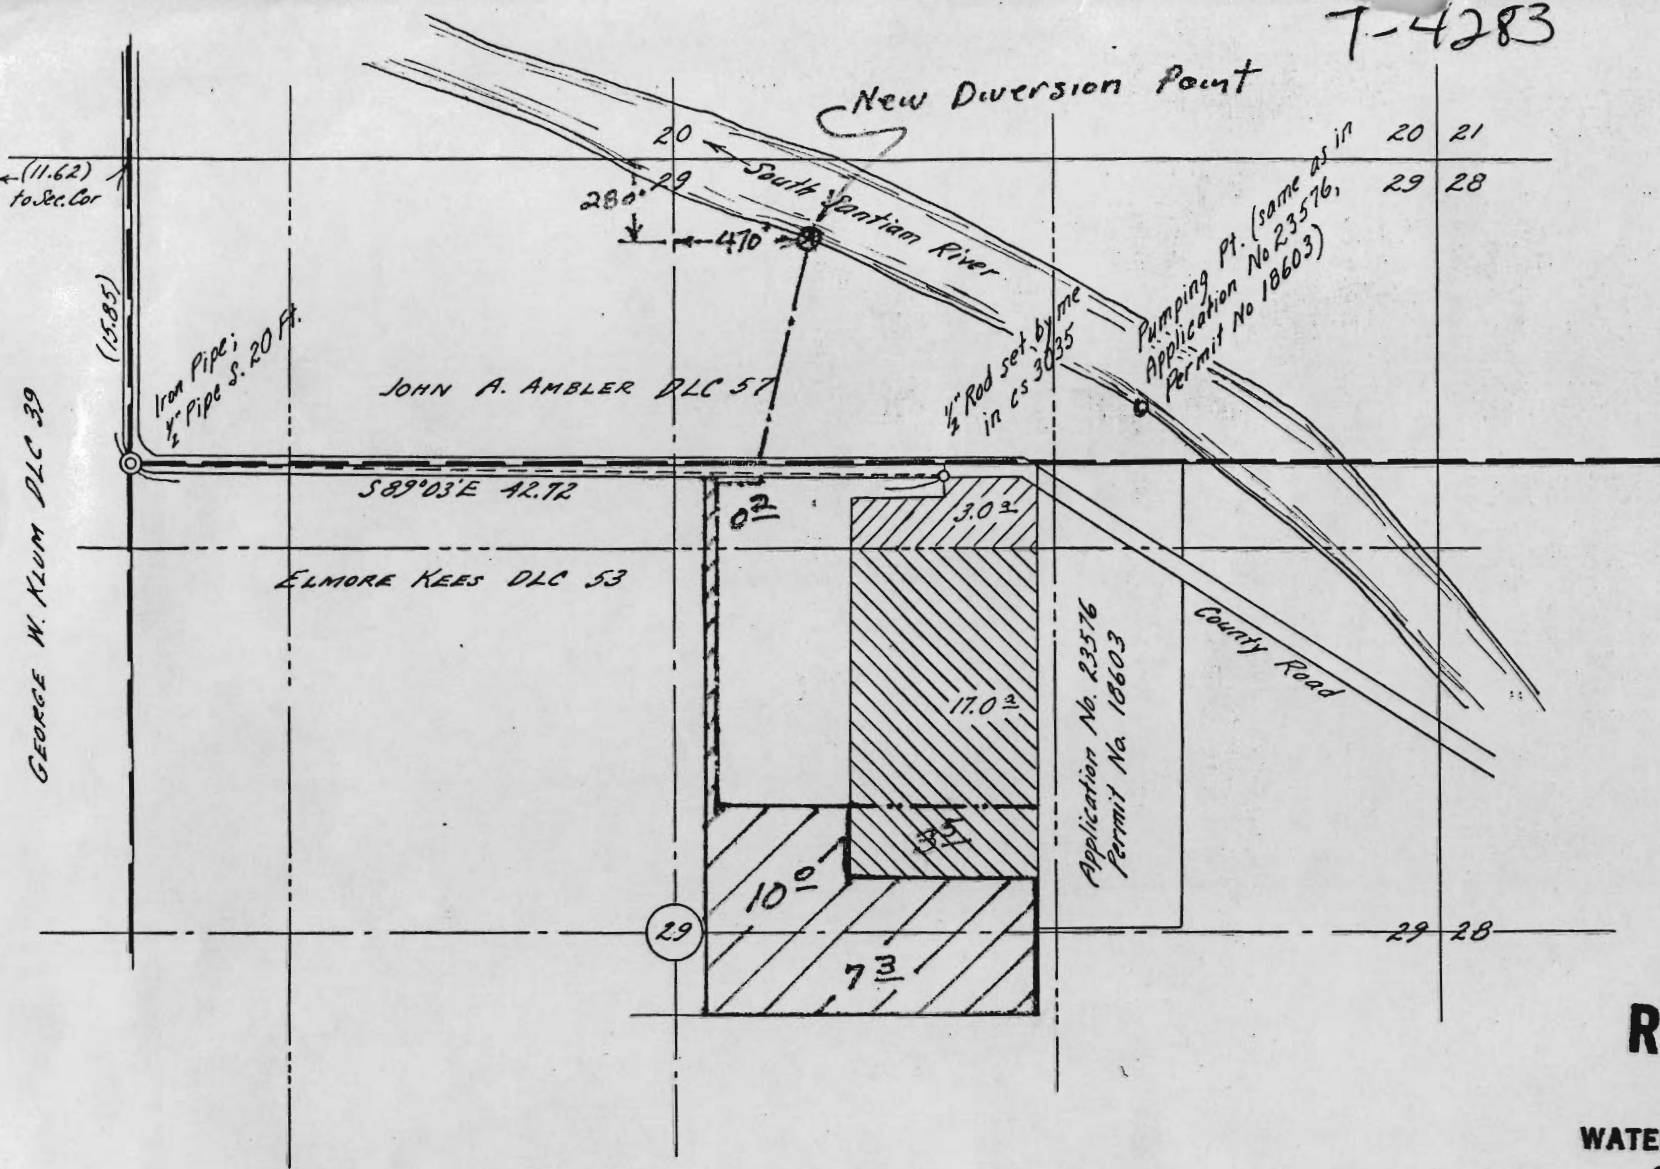 T-4283
New Diversion Point
20
20 21
←(11.62)
to Sec. Cor
29
29 28
280'
South Santiam River
470'
Pumping Pt. (same as in
Application No 23576,
Permit No 18603)
(15.85)
Iron Pipe;
½" Pipe S. 20 Ft.
½" Rod set by me
in cs 3035
JOHN A. AMBLER DLC 57
GEORGE W. KLUM DLC 39
S89°03'E 42.72
0.2
3.0
ELMORE KEES DLC 53
County Road
17.0
Application No. 23576
Permit No. 18603
3.5
10.0
29
29 28
7.3
R
WATE